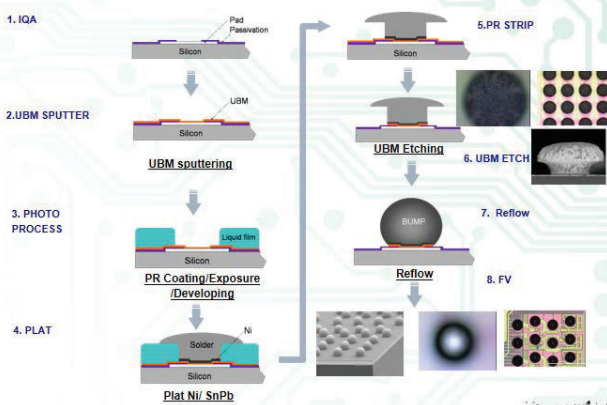 1. IQA
Pad
Passivation
Silicon
2.UBM SPUTTER
UBM
Silicon
UBM sputtering
3. PHOTO
PROCESS
Liquid film
Silicon
PR Coating/Exposure
/Developing
4. PLAT
Solder
Ni
Silicon
Plat Ni/ SnPb
5.PR STRIP
Silicon
UBM Etching
6. UBM ETCH
7. Reflow
BUMP
Reflow
8. FV